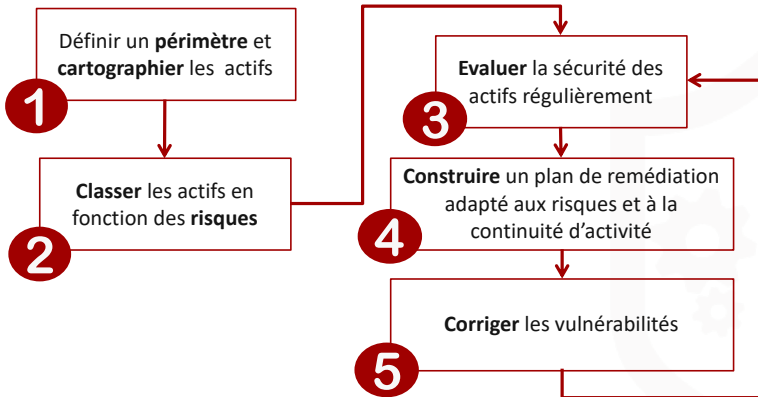 Définir un périmètre et
cartographier les actifs
1
Classer les actifs en
fonction des risques
2
Evaluer la sécurité des
actifs régulièrement
3
Construire un plan de remédiation
adapté aux risques et à la
continuité d’activité
4
Corriger les vulnérabilités
5